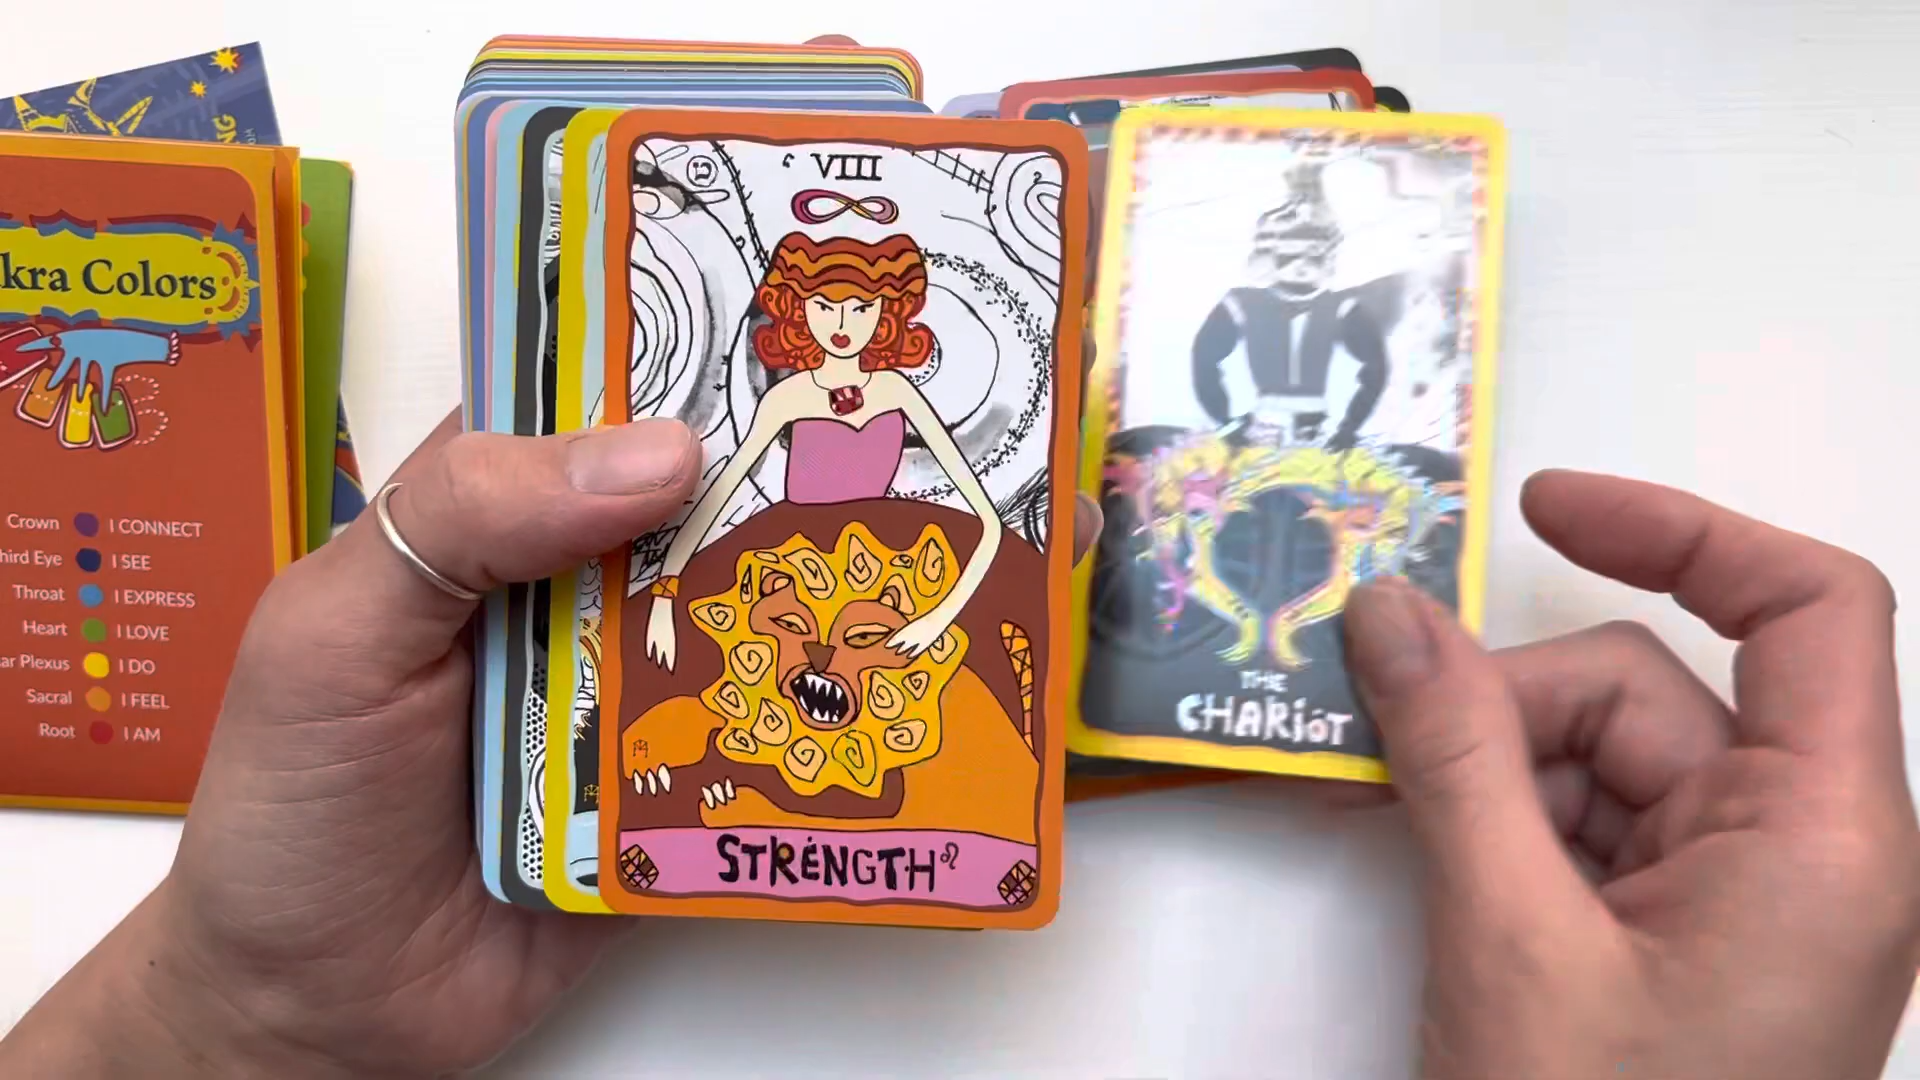 NG
kra Colors
Crown I CONNECT
hird Eye I SEE
Throat I EXPRESS
Heart I LOVE
ar Plexus I DO
Sacral I FEEL
Root I AM
VIII
STRENGTH
THE
CHARiOT